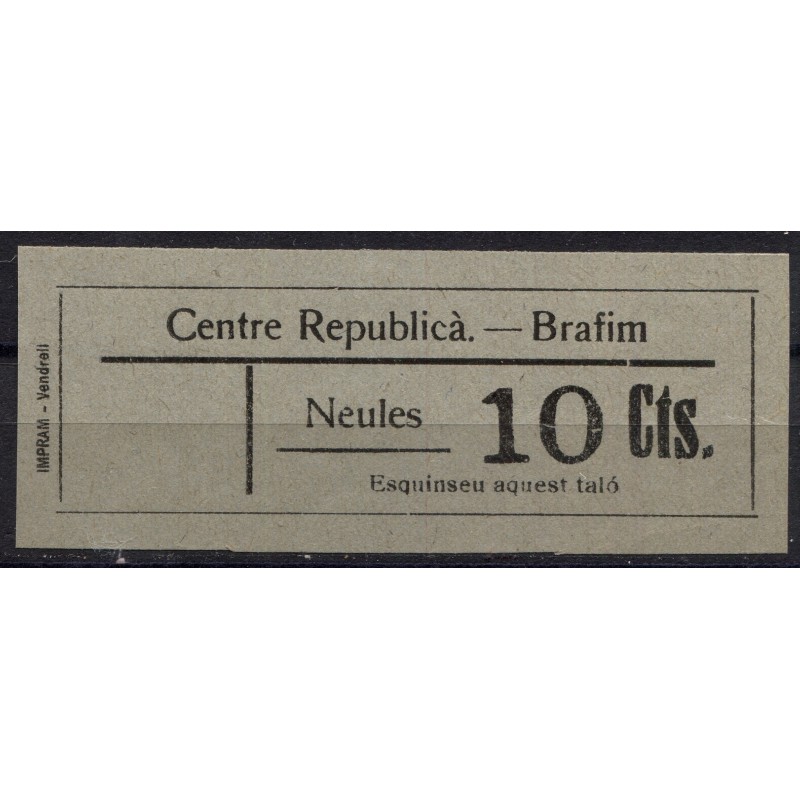 Centre Republicà. — Brafim
Neules 10 Cts.
Esquinseu aquest taló
IMPRAM - Vendrell